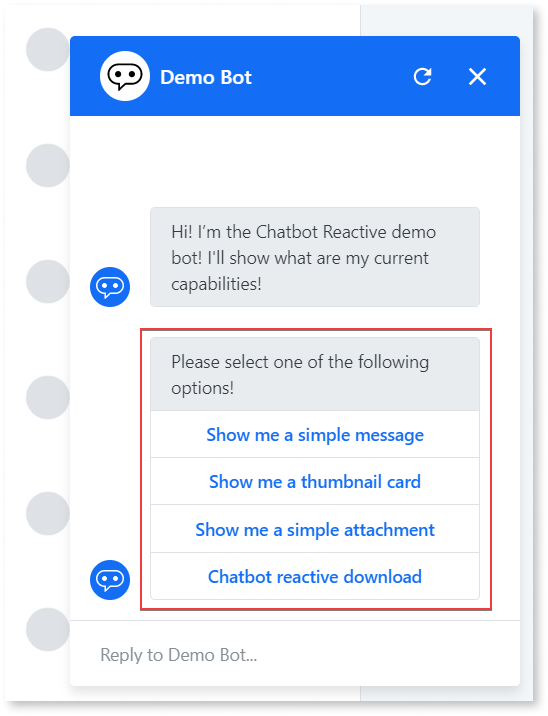 Demo Bot
Hi! I’m the Chatbot Reactive demo
bot! I'll show what are my current
capabilities!
Please select one of the following
options!
Show me a simple message
Show me a thumbnail card
Show me a simple attachment
Chatbot reactive download
Reply to Demo Bot...